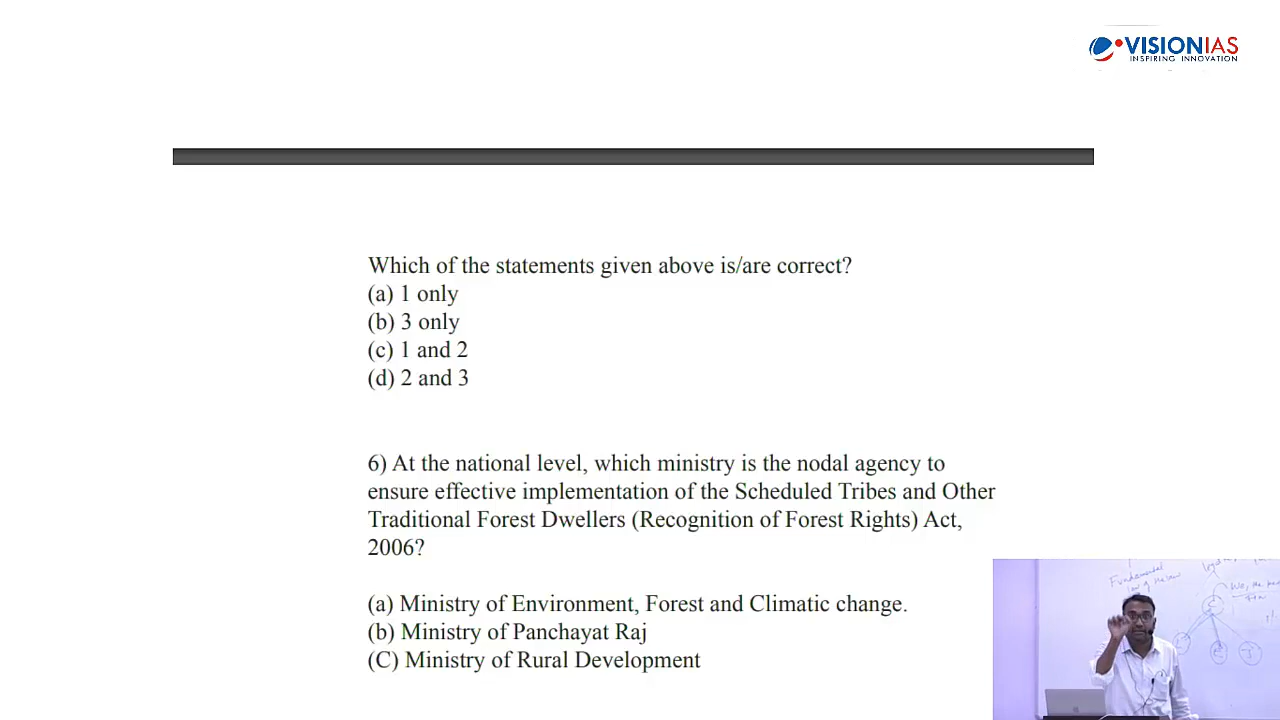 VISIONIAS
INSPIRING INNOVATION
Which of the statements given above is/are correct?
(a) 1 only
(b) 3 only
(c) 1 and 2
(d) 2 and 3
6) At the national level, which ministry is the nodal agency to
ensure effective implementation of the Scheduled Tribes and Other
Traditional Forest Dwellers (Recognition of Forest Rights) Act,
2006?
(a) Ministry of Environment, Forest and Climatic change.
(b) Ministry of Panchayat Raj
(C) Ministry of Rural Development
Fundamental